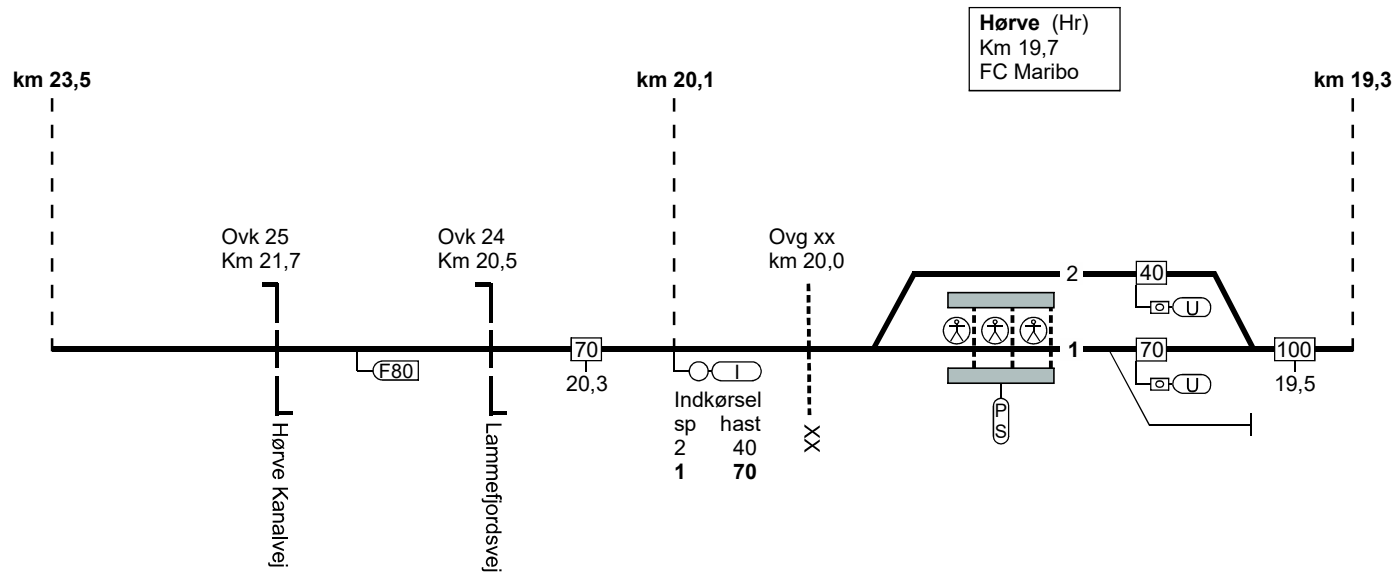 Hørve (Hr)
Km 19,7
FC Maribo
km 23,5
km 20,1
km 19,3
Ovk 25
Km 21,7
Ovk 24
Km 20,5
Ovg xx
km 20,0
2
40
U
F80
70
20,3
I
1
70
U
100
19,5
Indkørsel
sp hast
2 40
1 70
P
S
XX
Hørve Kanalvej
Lammefjordsvej